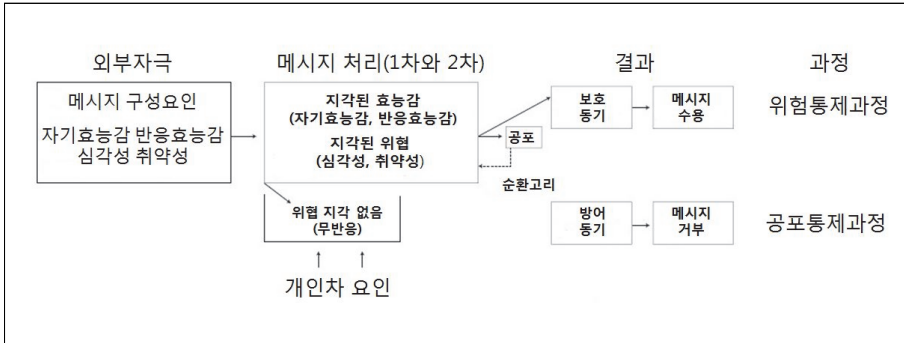 외부자극
메시지 처리(1차와 2차)
결과
과정
메시지 구성요인
자기효능감 반응효능감
심각성 취약성
지각된 효능감
(자기효능감, 반응효능감)
지각된 위협
(심각성, 취약성)
위협 지각 없음
(무반응)
개인차 요인
공포
순환고리
보호
동기
메시지
수용
위험통제과정
방어
동기
메시지
거부
공포통제과정